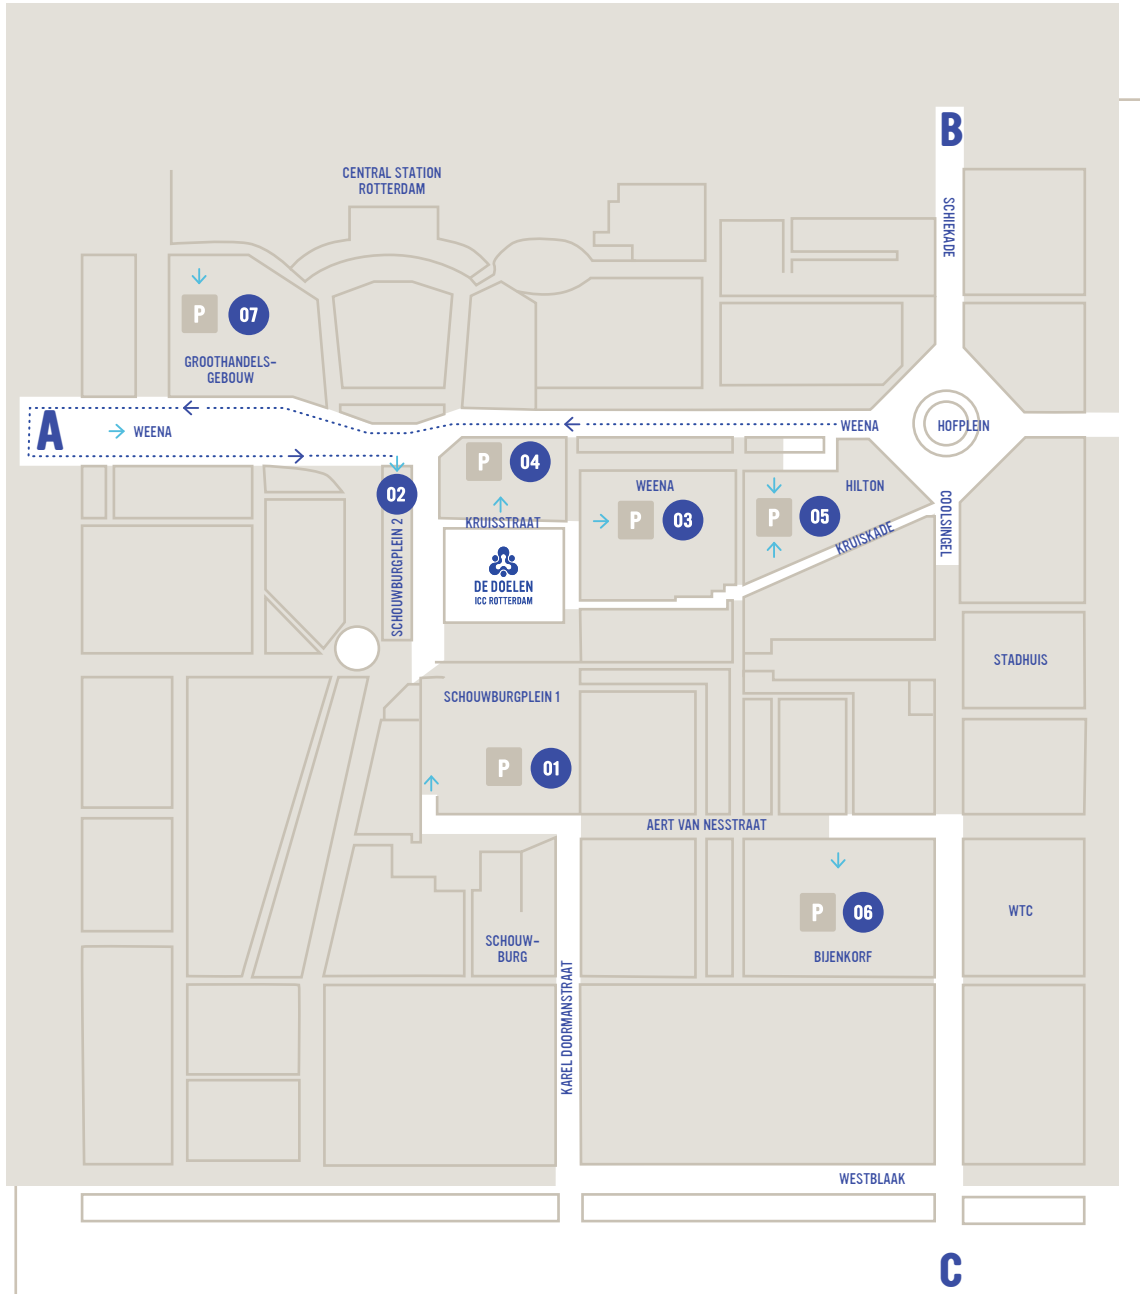 B
SCHIEKADE
CENTRAL STATION
ROTTERDAM
P 07
GROOTHANDELS-
GEBOUW
A
WEENA
WEENA
HOFPLEIN
P 04
02
WEENA
HILTON
P 03
P 05
KRUISSTRAAT
KRUISKADE
COOLSINGEL
SCHOUWBURGPLEIN 2
DE DOELEN
ICC ROTTERDAM
STADHUIS
SCHOUWBURGPLEIN 1
P 01
AERT VAN NESSTRAAT
P 06
WTC
BIJENKORF
SCHOUW-
BURG
KAREL DOORMANSTRAAT
WESTBLAAK
C